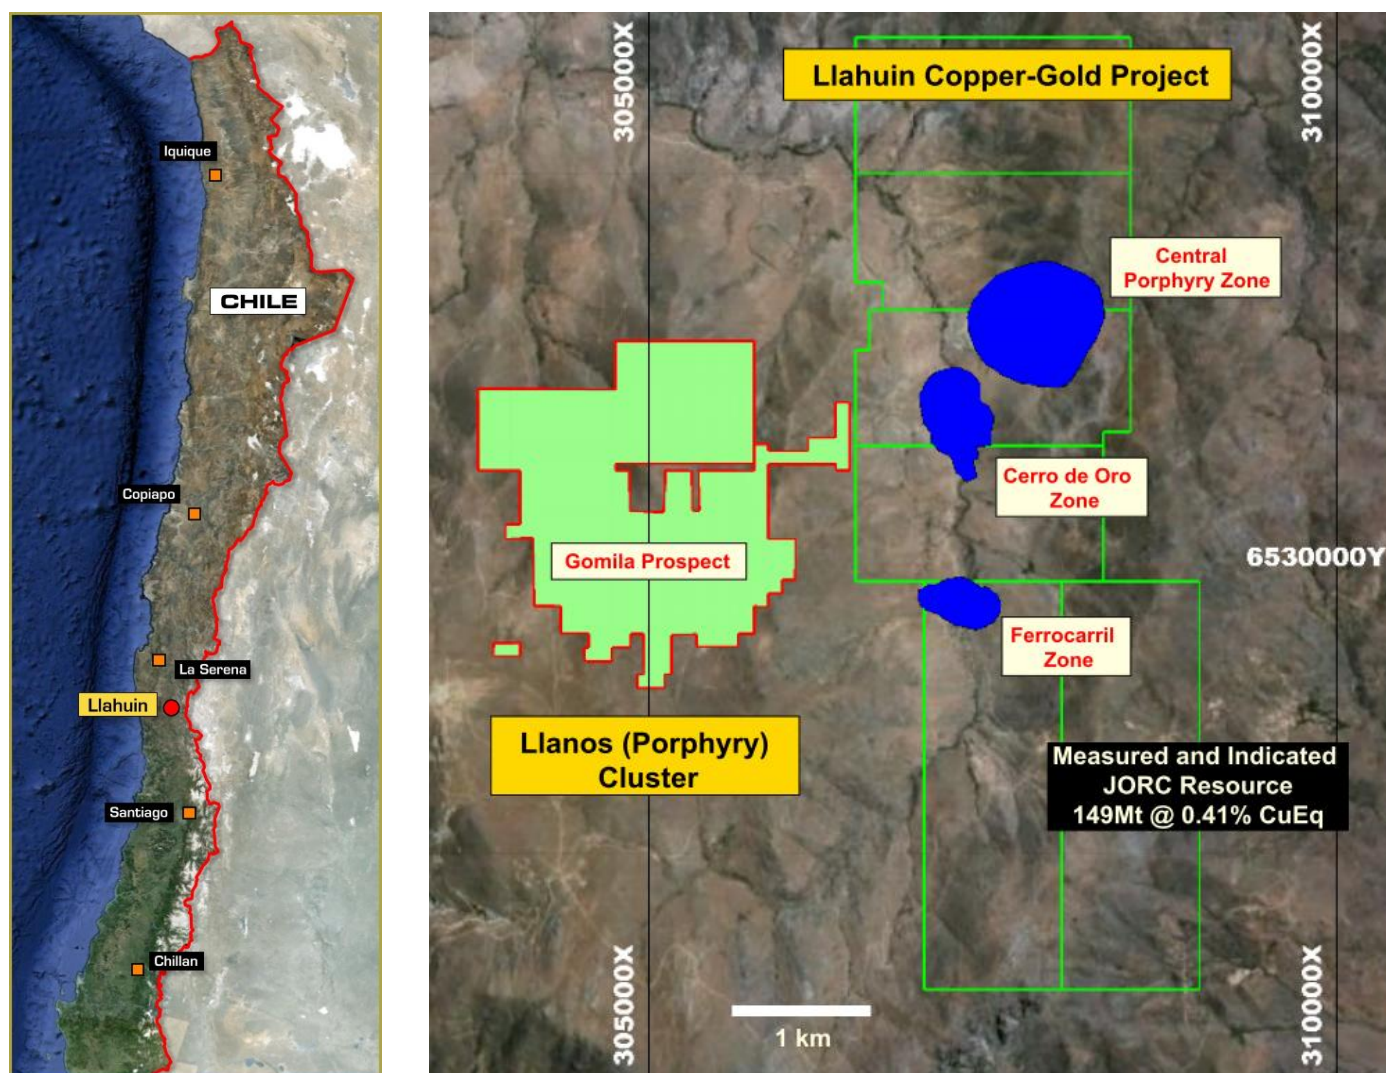 Iquique
CHILE
Copiapo
La Serena
Llahuin
Santiago
Chillan
305000X
310000X
Llahuin Copper-Gold Project
Central
Porphyry Zone
Cerro de Oro
Zone
Gomila Prospect
6530000Y
Ferrocarril
Zone
Llanos (Porphyry)
Cluster
Measured and Indicated
JORC Resource
149Mt @ 0.41% CuEq
305000X
310000X
1 km